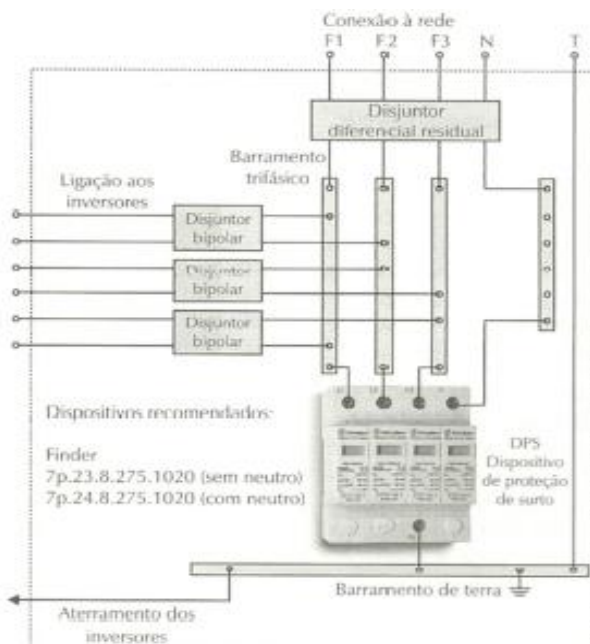 Conexão à rede
F1 F2 F3 N T
Disjuntor
diferencial residual
Barramento
trifásico
Ligação aos
inversores
Disjuntor
bipolar
Disjuntor
bipolar
Disjuntor
bipolar
Dispositivos recomendados:
Finder
7p.23.8.275.1020 (sem neutro)
7p.24.8.275.1020 (com neutro)
DPS
Dispositivo
de proteção
de surto
Barramento de terra
Aterramento dos
inversores